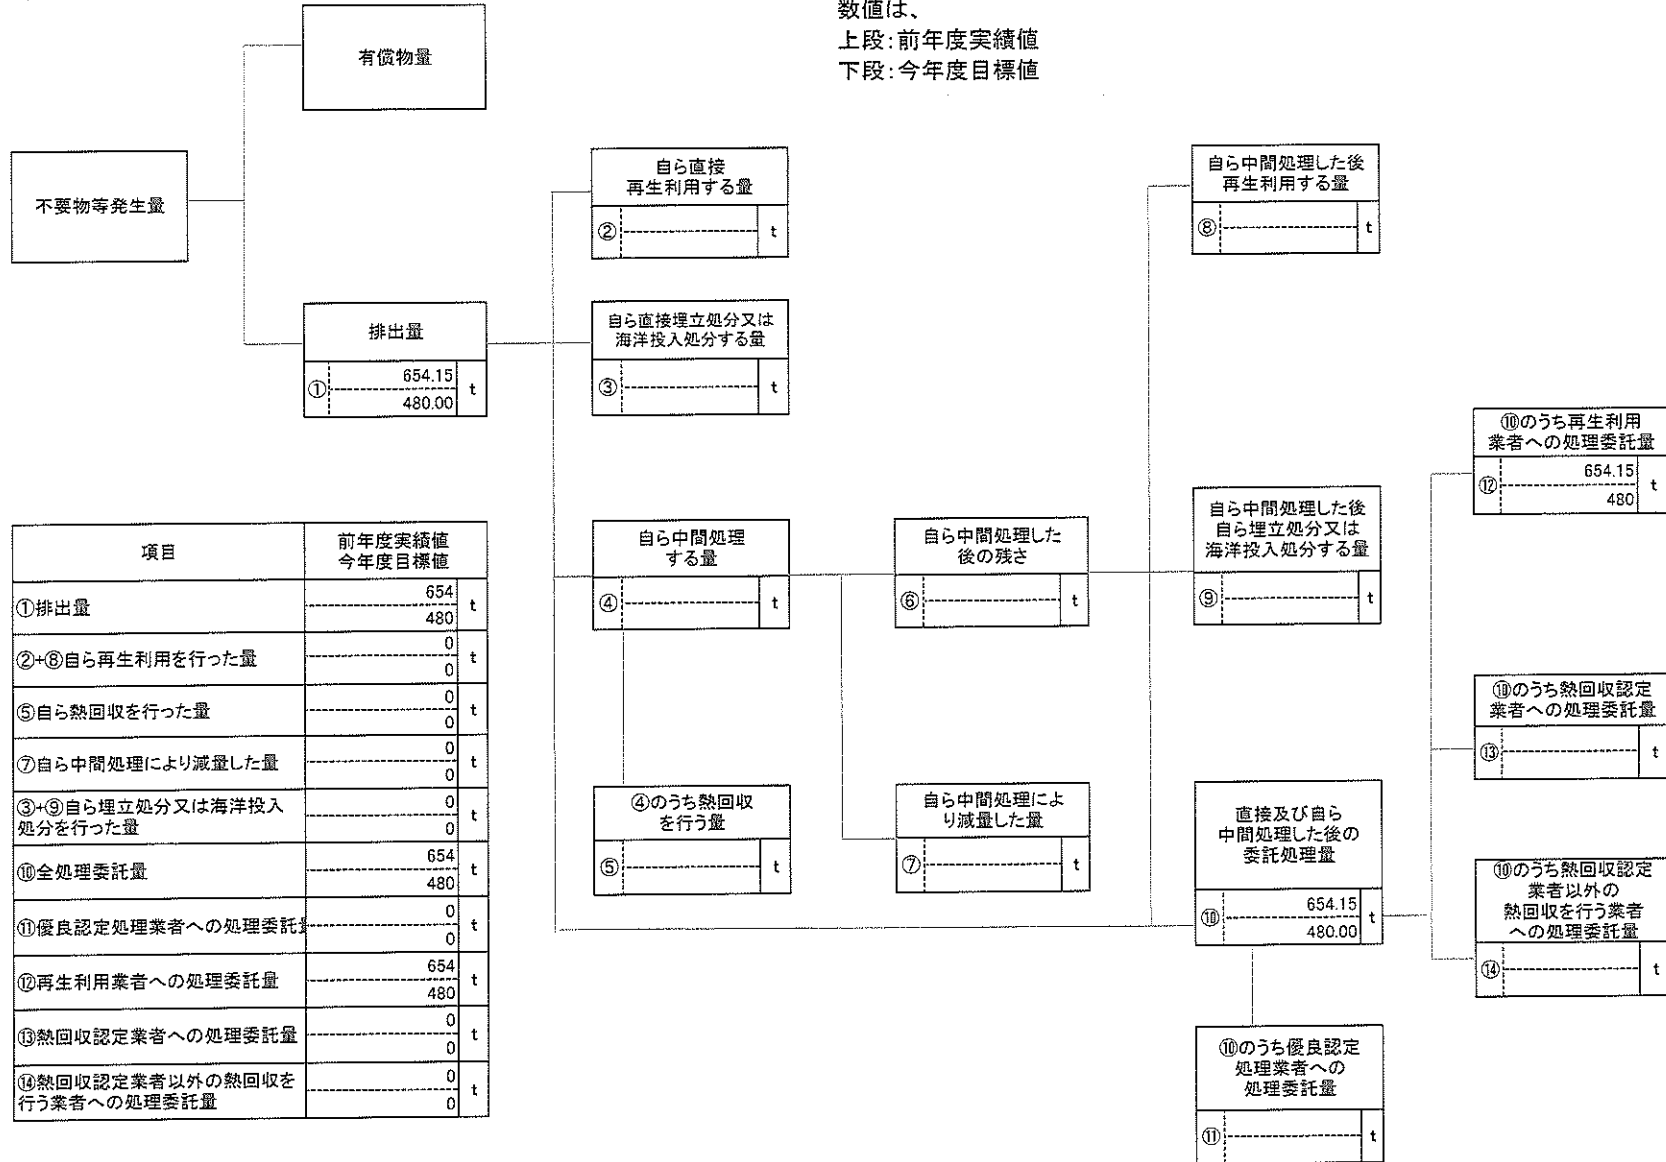 数値は、
上段:前年度実績値
下段:今年度目標値
有償物量
不要物等発生量
排出量
① 654.15 t
480.00
自ら直接
再生利用する量
② t
自ら直接埋立処分又は
海洋投入処分する量
③ t
自ら中間処理
する量
④ t
④のうち熱回収
を行う量
⑤ t
自ら中間処理した
後の残さ
⑥ t
自ら中間処理によ
り減量した量
⑦ t
自ら中間処理した後
再生利用する量
⑧ t
自ら中間処理した後
自ら埋立処分又は
海洋投入処分する量
⑨ t
直接及び自ら
中間処理した後の
委託処理量
⑩ 654.15 t
480.00
⑩のうち優良認定
処理業者への
処理委託量
⑪ t
⑩のうち再生利用
業者への処理委託量
⑫ 654.15 t
480
⑩のうち熱回収認定
業者への処理委託量
⑬ t
⑩のうち熱回収認定
業者以外の
熱回収を行う業者
への処理委託量
⑭ t
項目 前年度実績値
今年度目標値
①排出量 654 t
480
②+⑧自ら再生利用を行った量 0 t
0
⑤自ら熱回収を行った量 0 t
0
⑦自ら中間処理により減量した量 0 t
0
③+⑨自ら埋立処分又は海洋投入
処分を行った量 0 t
0
⑩全処理委託量 654 t
480
⑪優良認定処理業者への処理委託 0 t
0
⑫再生利用業者への処理委託量 654 t
480
⑬熱回収認定業者への処理委託量 0 t
0
⑭熱回収認定業者以外の熱回収を
行う業者への処理委託量 0 t
0